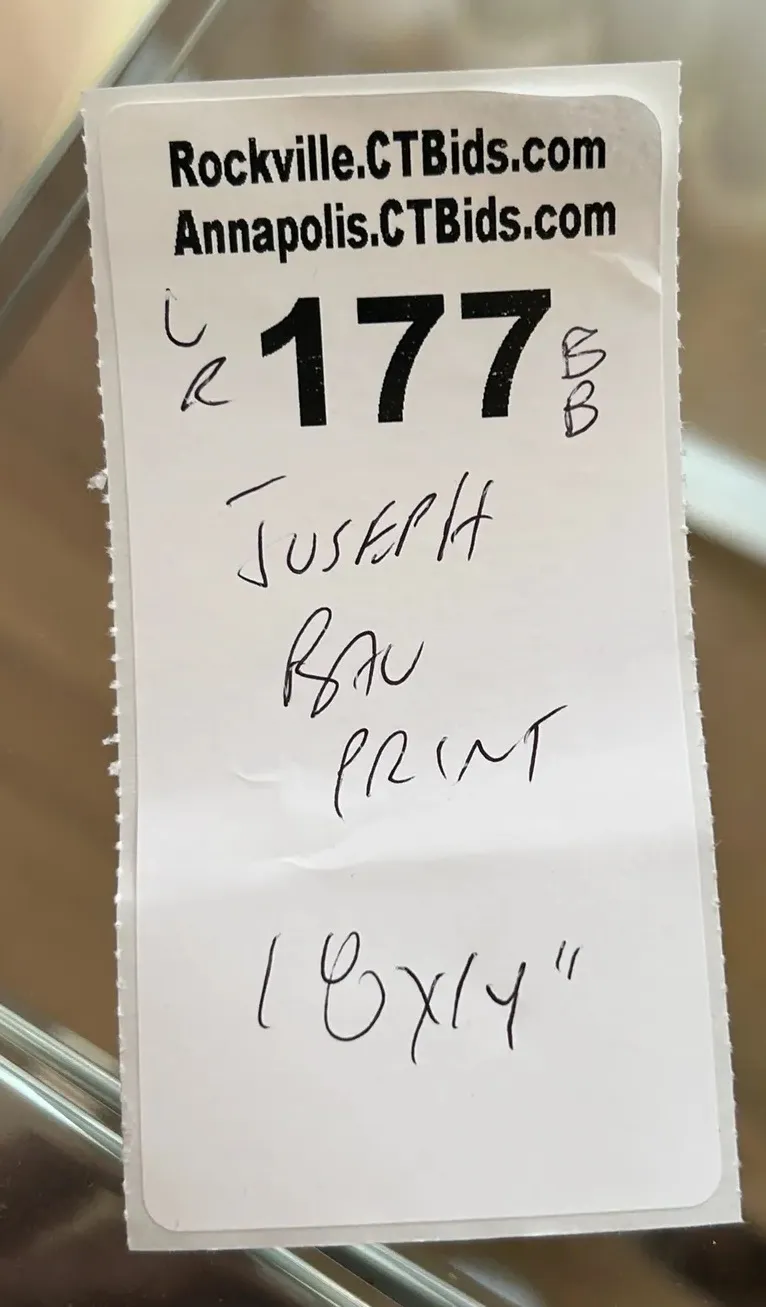 Rockville.CTBids.com
Annapolis.CTBids.com
LR 177 BB
JOSEPH
BAU
PRINT
18x14"